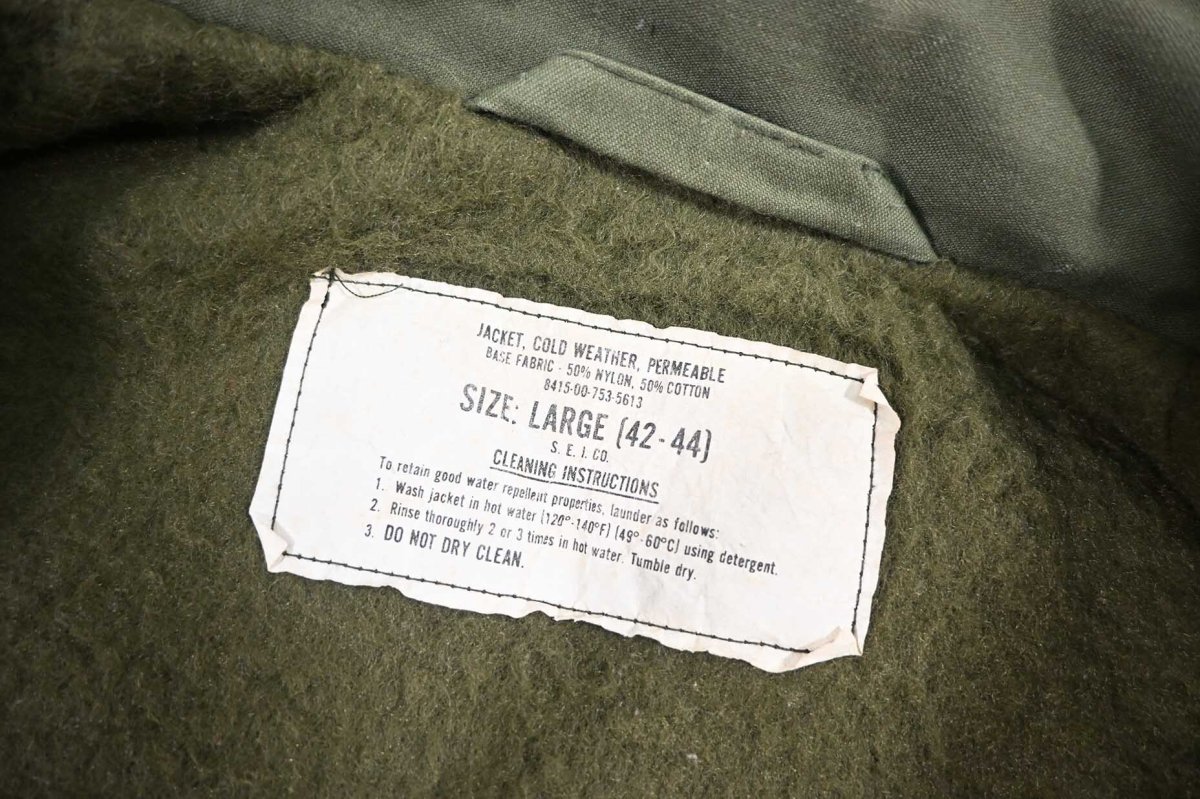 JACKET, COLD WEATHER, PERMEABLE
BASE FABRIC - 50% NYLON, 50% COTTON
8415-00-753-5613
SIZE: LARGE (42-44)
S. E. I. CO.
CLEANING INSTRUCTIONS
To retain good water repellent properties, launder as follows:
1. Wash jacket in hot water (120°-140°F) (49°-60°C) using detergent.
2. Rinse thoroughly 2 or 3 times in hot water. Tumble dry.
3. DO NOT DRY CLEAN.